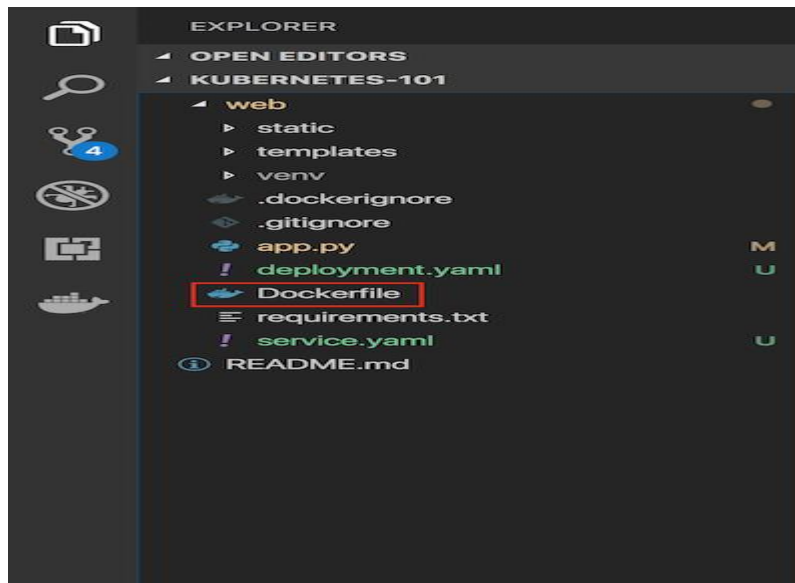 EXPLORER
OPEN EDITORS
KUBERNETES-101
web
static
templates
venv
.dockerignore
.gitignore
app.py M
deployment.yaml U
Dockerfile
requirements.txt
service.yaml U
README.md
4